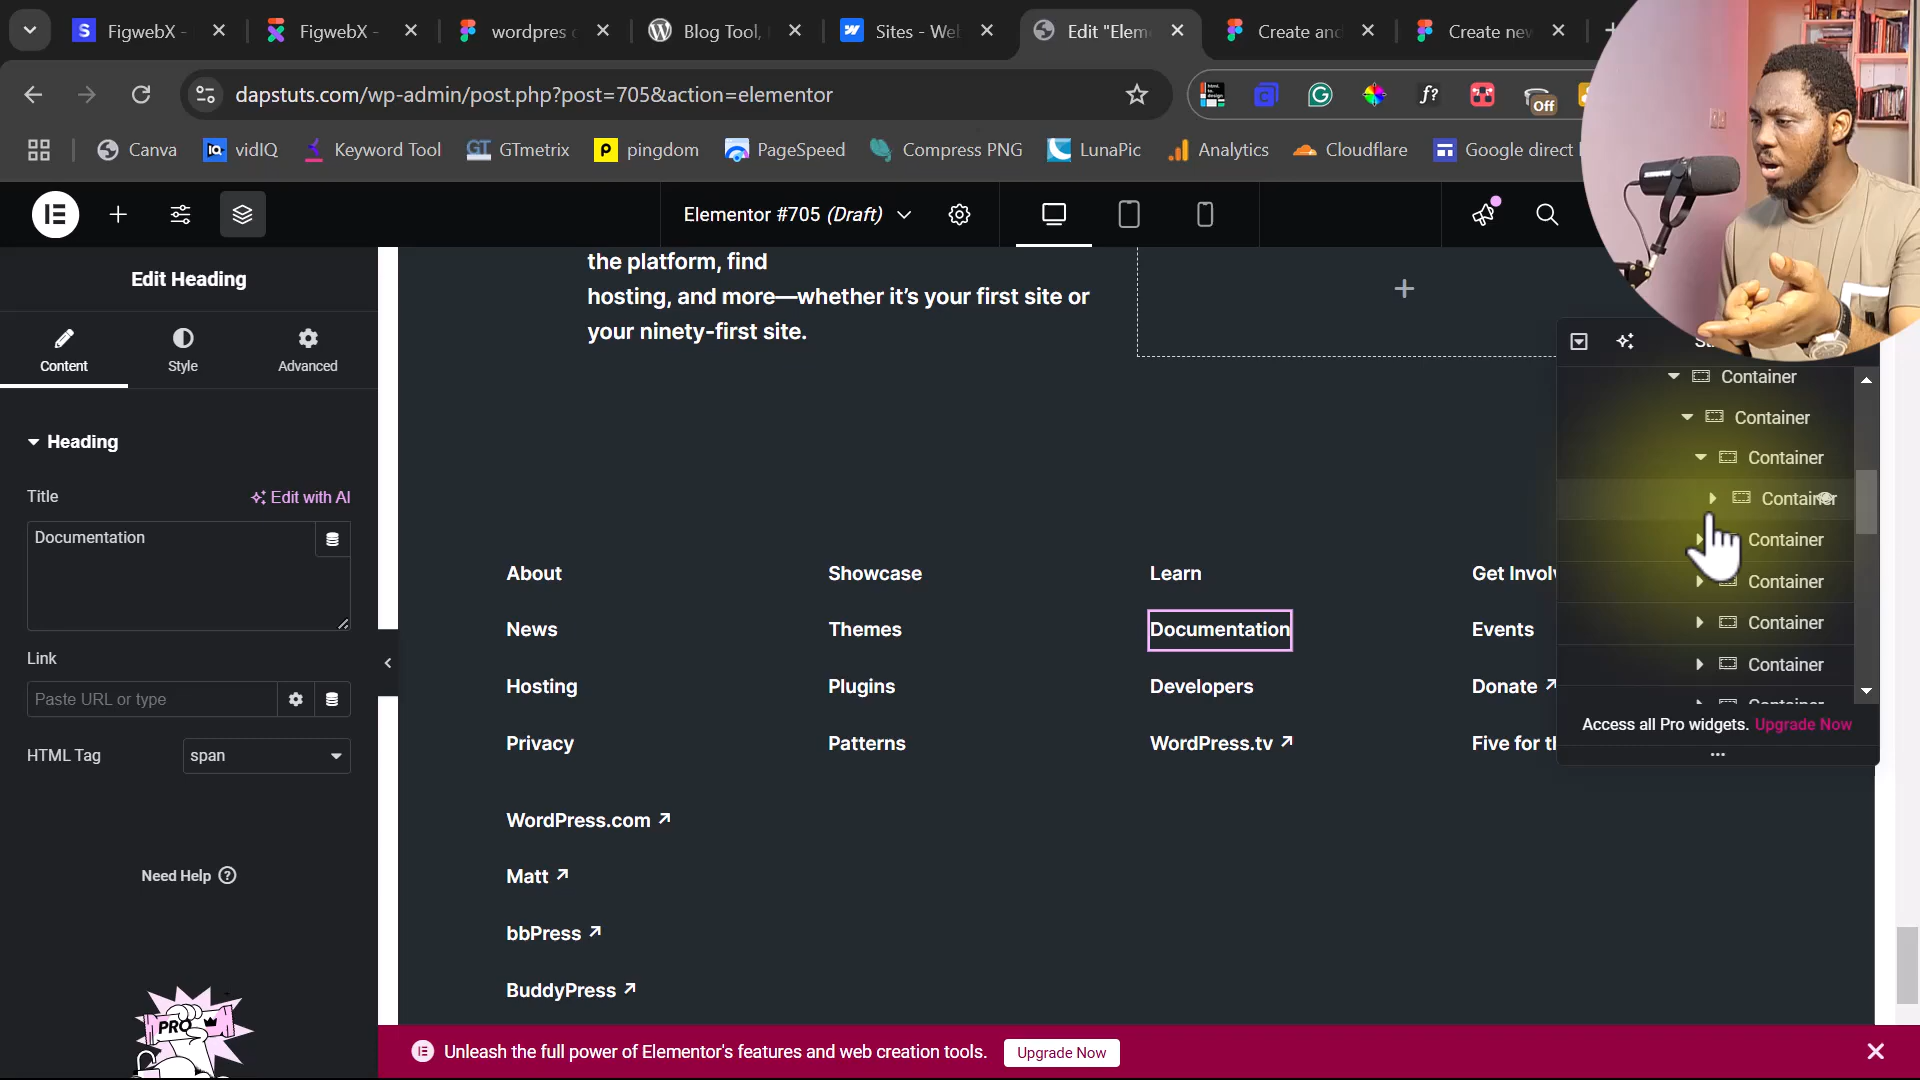 FigwebX -
FigwebX -
wordpres
Blog Tool,
Sites - We
Edit "Elem
Create and
Create new
dapstuts.com/wp-admin/post.php?post=705&action=elementor
f?
Off
Canva
vidIQ
Keyword Tool
GTmetrix
pingdom
PageSpeed
Compress PNG
LunaPic
Analytics
Cloudflare
Google direct
Elementor #705 (Draft)
Edit Heading
Content
Style
Advanced
Heading
Title
Edit with AI
Documentation
Link
Paste URL or type
HTML Tag
span
Need Help
PRO
the platform, find
hosting, and more—whether it's your first site or
your ninety-first site.
About
Showcase
Learn
Get Involv
News
Themes
Documentation
Events
Hosting
Plugins
Developers
Donate ↗
Privacy
Patterns
WordPress.tv ↗
Five for t
WordPress.com ↗
Matt ↗
bbPress ↗
BuddyPress ↗
Container
Container
Container
Container
Container
Container
Container
Container
Access all Pro widgets. Upgrade Now
Unleash the full power of Elementor's features and web creation tools.
Upgrade Now